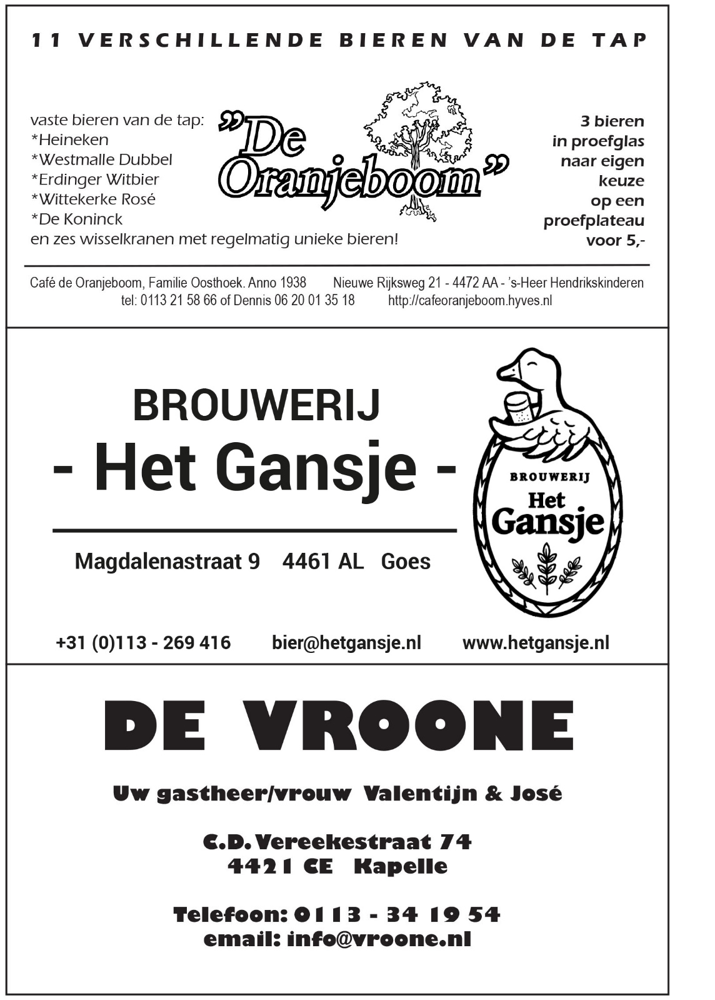 11 VERSCHILLENDE BIEREN VAN DE TAP
vaste bieren van de tap:
*Heineken
*Westmalle Dubbel
*Erdinger Witbier
*Wittekerke Rosé
*De Koninck
en zes wisselkranen met regelmatig unieke bieren!
”De
Oranjeboom”
3 bieren
in proefglas
naar eigen
keuze
op een
proefplateau
voor 5,-
Café de Oranjeboom, Familie Oosthoek. Anno 1938 Nieuwe Rijksweg 21 - 4472 AA - ’s-Heer Hendrikskinderen
tel: 0113 21 58 66 of Dennis 06 20 01 35 18 http://cafeoranjeboom.hyves.nl
BROUWERIJ
- Het Gansje -
Magdalenastraat 9 4461 AL Goes
BROUWERIJ
Het
Gansje
+31 (0)113 - 269 416 bier@hetgansje.nl www.hetgansje.nl
DE VROONE
Uw gastheer/vrouw Valentijn & José
C.D. Vereekestraat 74
4421 CE Kapelle
Telefoon: 0113 - 34 19 54
email: info@vroone.nl